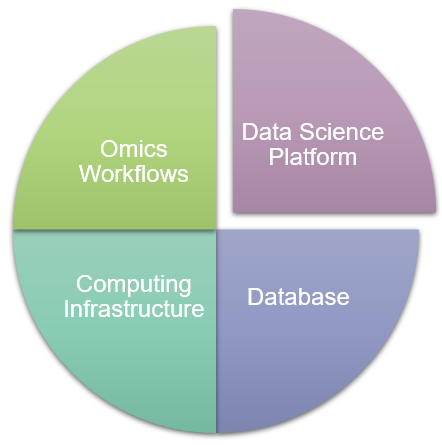 Omics
Workflows
Data Science
Platform
Computing
Infrastructure
Database